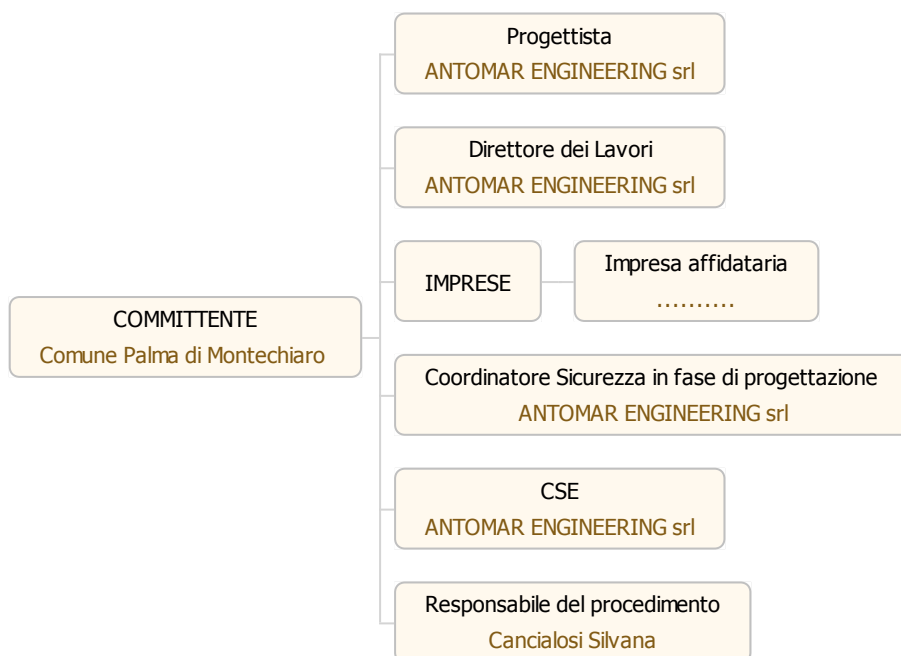 Progettista
ANTOMAR ENGINEERING srl
Direttore dei Lavori
ANTOMAR ENGINEERING srl
IMPRESE
Impresa affidataria
..........
COMMITTENTE
Comune Palma di Montechiaro
Coordinatore Sicurezza in fase di progettazione
ANTOMAR ENGINEERING srl
CSE
ANTOMAR ENGINEERING srl
Responsabile del procedimento
Cancialosi Silvana